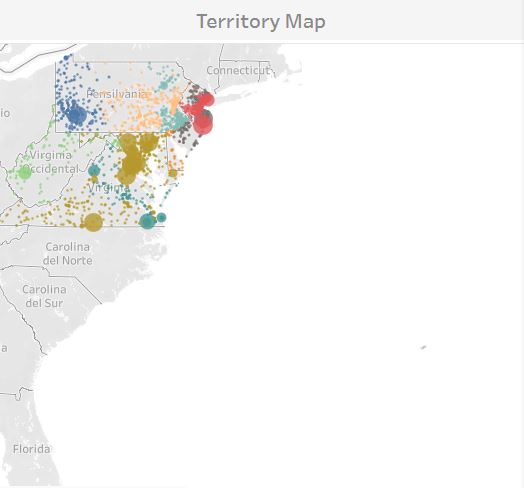 Territory Map
Connecticut
Pensilvania
io
Virginia
Occidental
Virginia
Carolina
del Norte
Carolina
del Sur
a
Florida